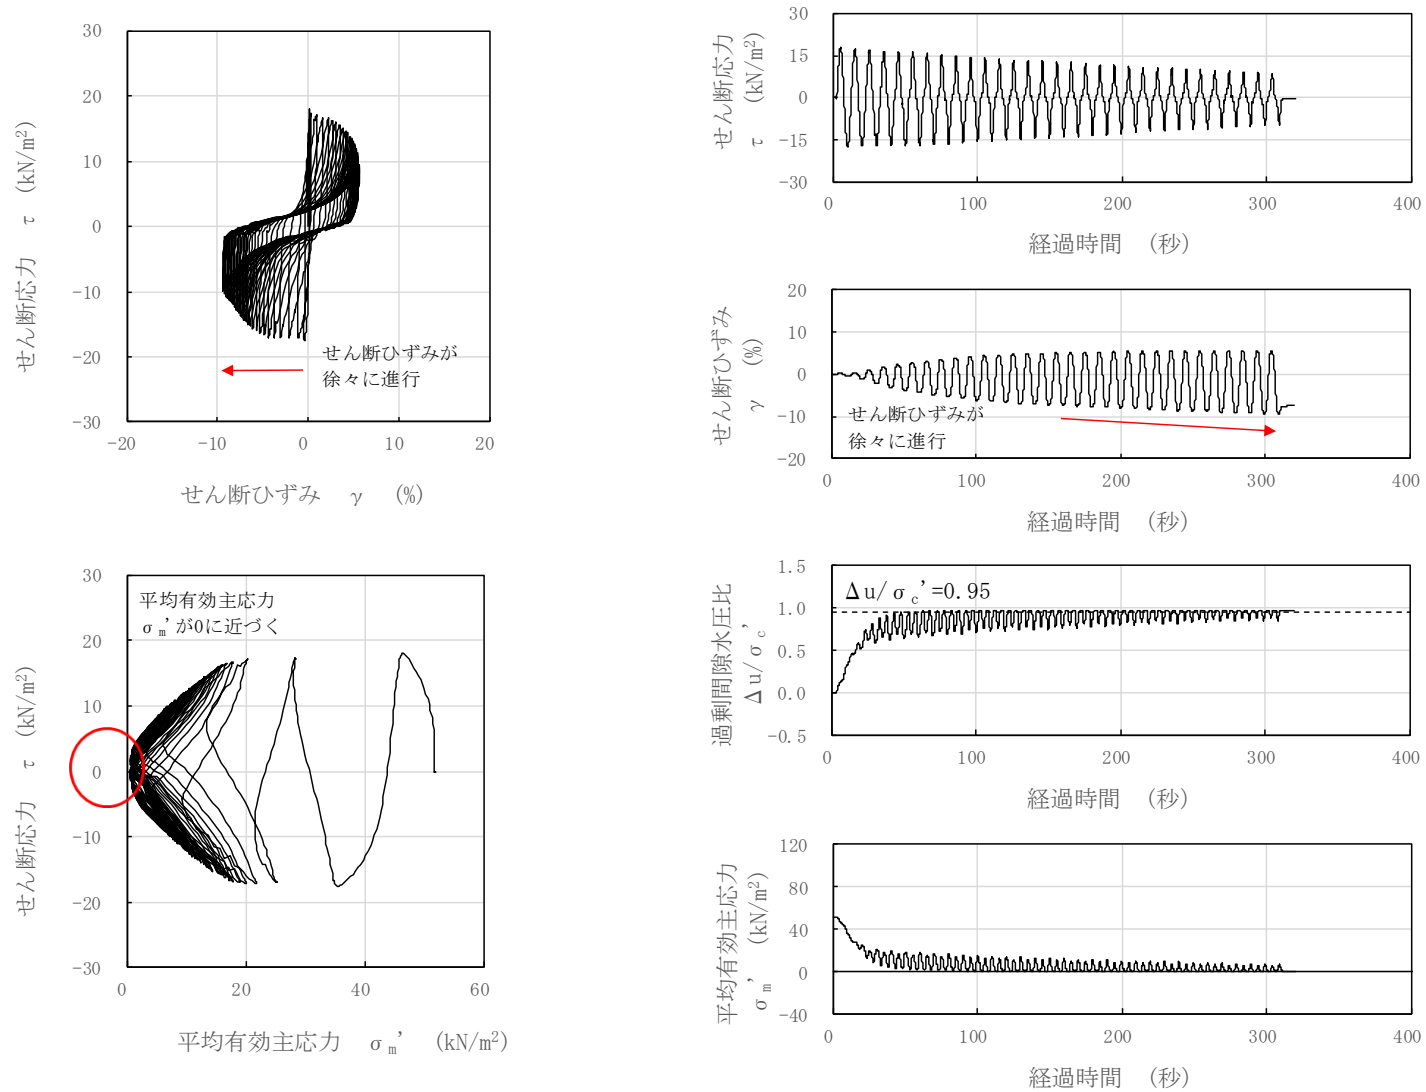 30
20
10
0
-10
-20
-30
せん断応力 τ (kN/m²)
せん断ひずみが
徐々に進行
-20
-10
0
10
20
せん断ひずみ γ (%)
30
15
0
-15
-30
せん断応力
τ (kN/m²)
0
100
200
300
400
経過時間 (秒)
20
10
0
-10
-20
せん断ひずみ
γ (%)
せん断ひずみが
徐々に進行
0
100
200
300
400
経過時間 (秒)
30
20
10
0
-10
-20
-30
せん断応力 τ (kN/m²)
平均有効主応力
σm'が0に近づく
0
20
40
60
平均有効主応力 σm' (kN/m²)
1.5
1.0
0.5
0.0
-0.5
過剰間隙水圧比
Δu/σc'
Δu/σc'=0.95
0
100
200
300
400
経過時間 (秒)
120
80
40
0
-40
平均有効主応力
σm' (kN/m²)
0
100
200
300
400
経過時間 (秒)